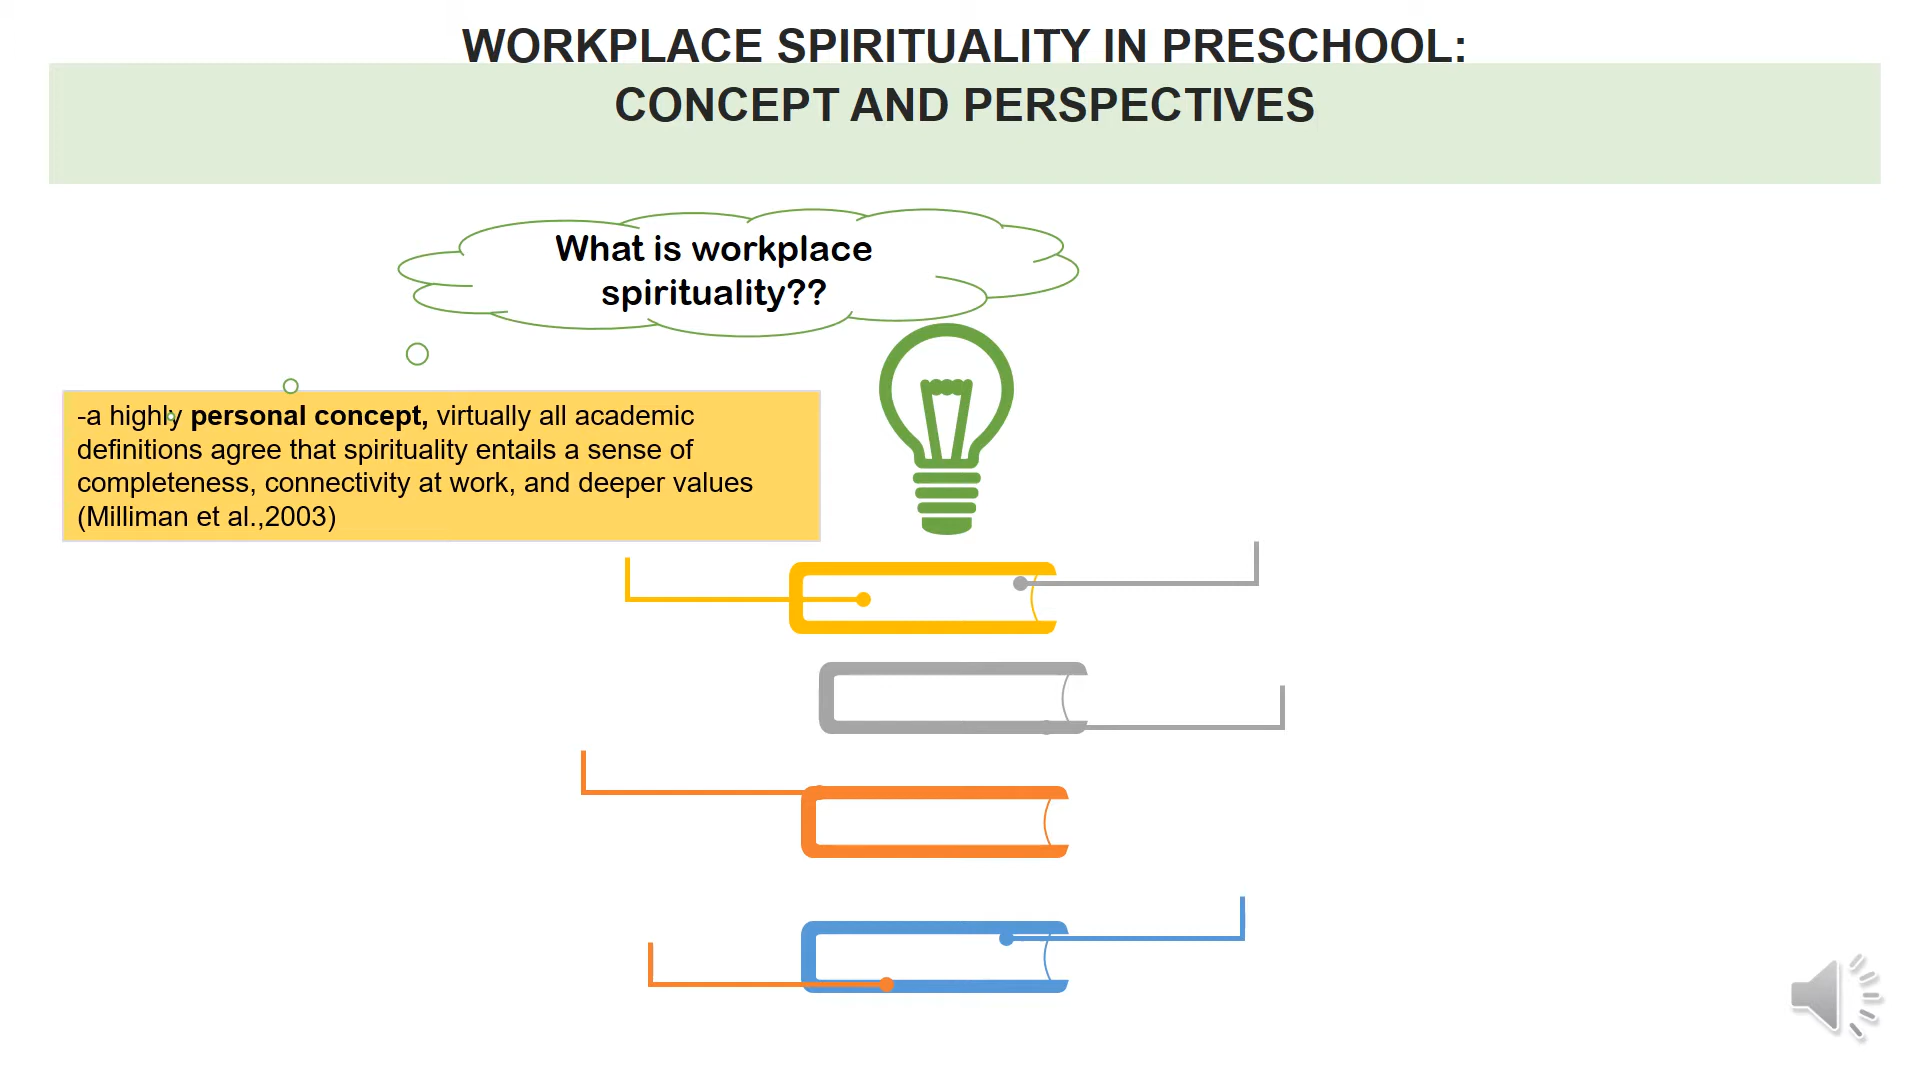 WORKPLACE SPIRITUALITY IN PRESCHOOL:
CONCEPT AND PERSPECTIVES
What is workplace
spirituality??
-a highly personal concept, virtually all academic
definitions agree that spirituality entails a sense of
completeness, connectivity at work, and deeper values
(Milliman et al.,2003)